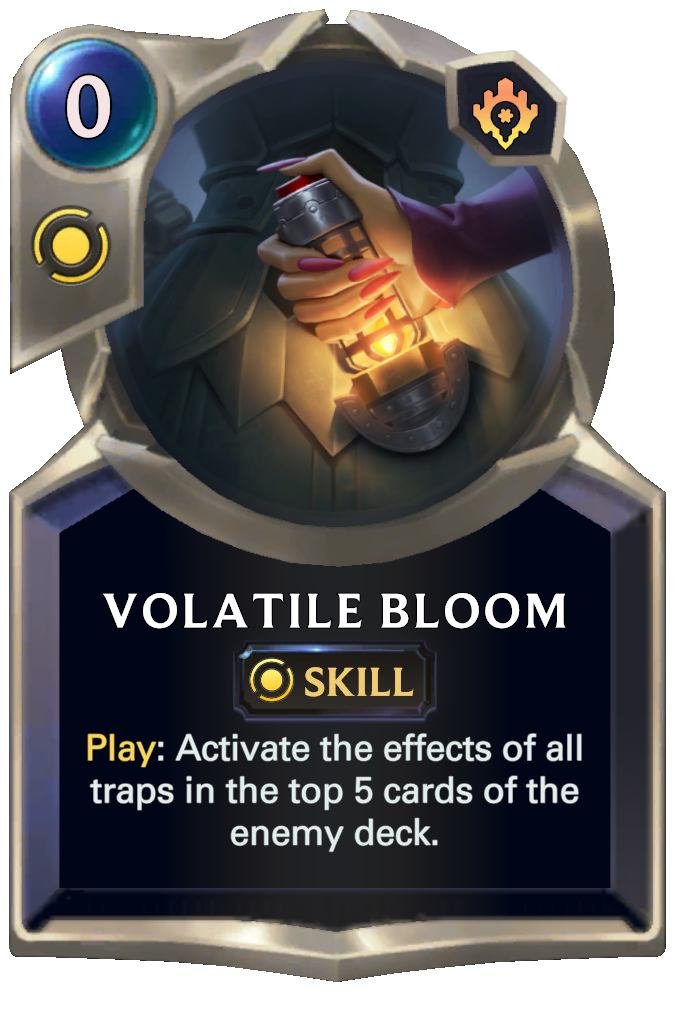 0
VOLATILE BLOOM
SKILL
Play: Activate the effects of all
traps in the top 5 cards of the
enemy deck.